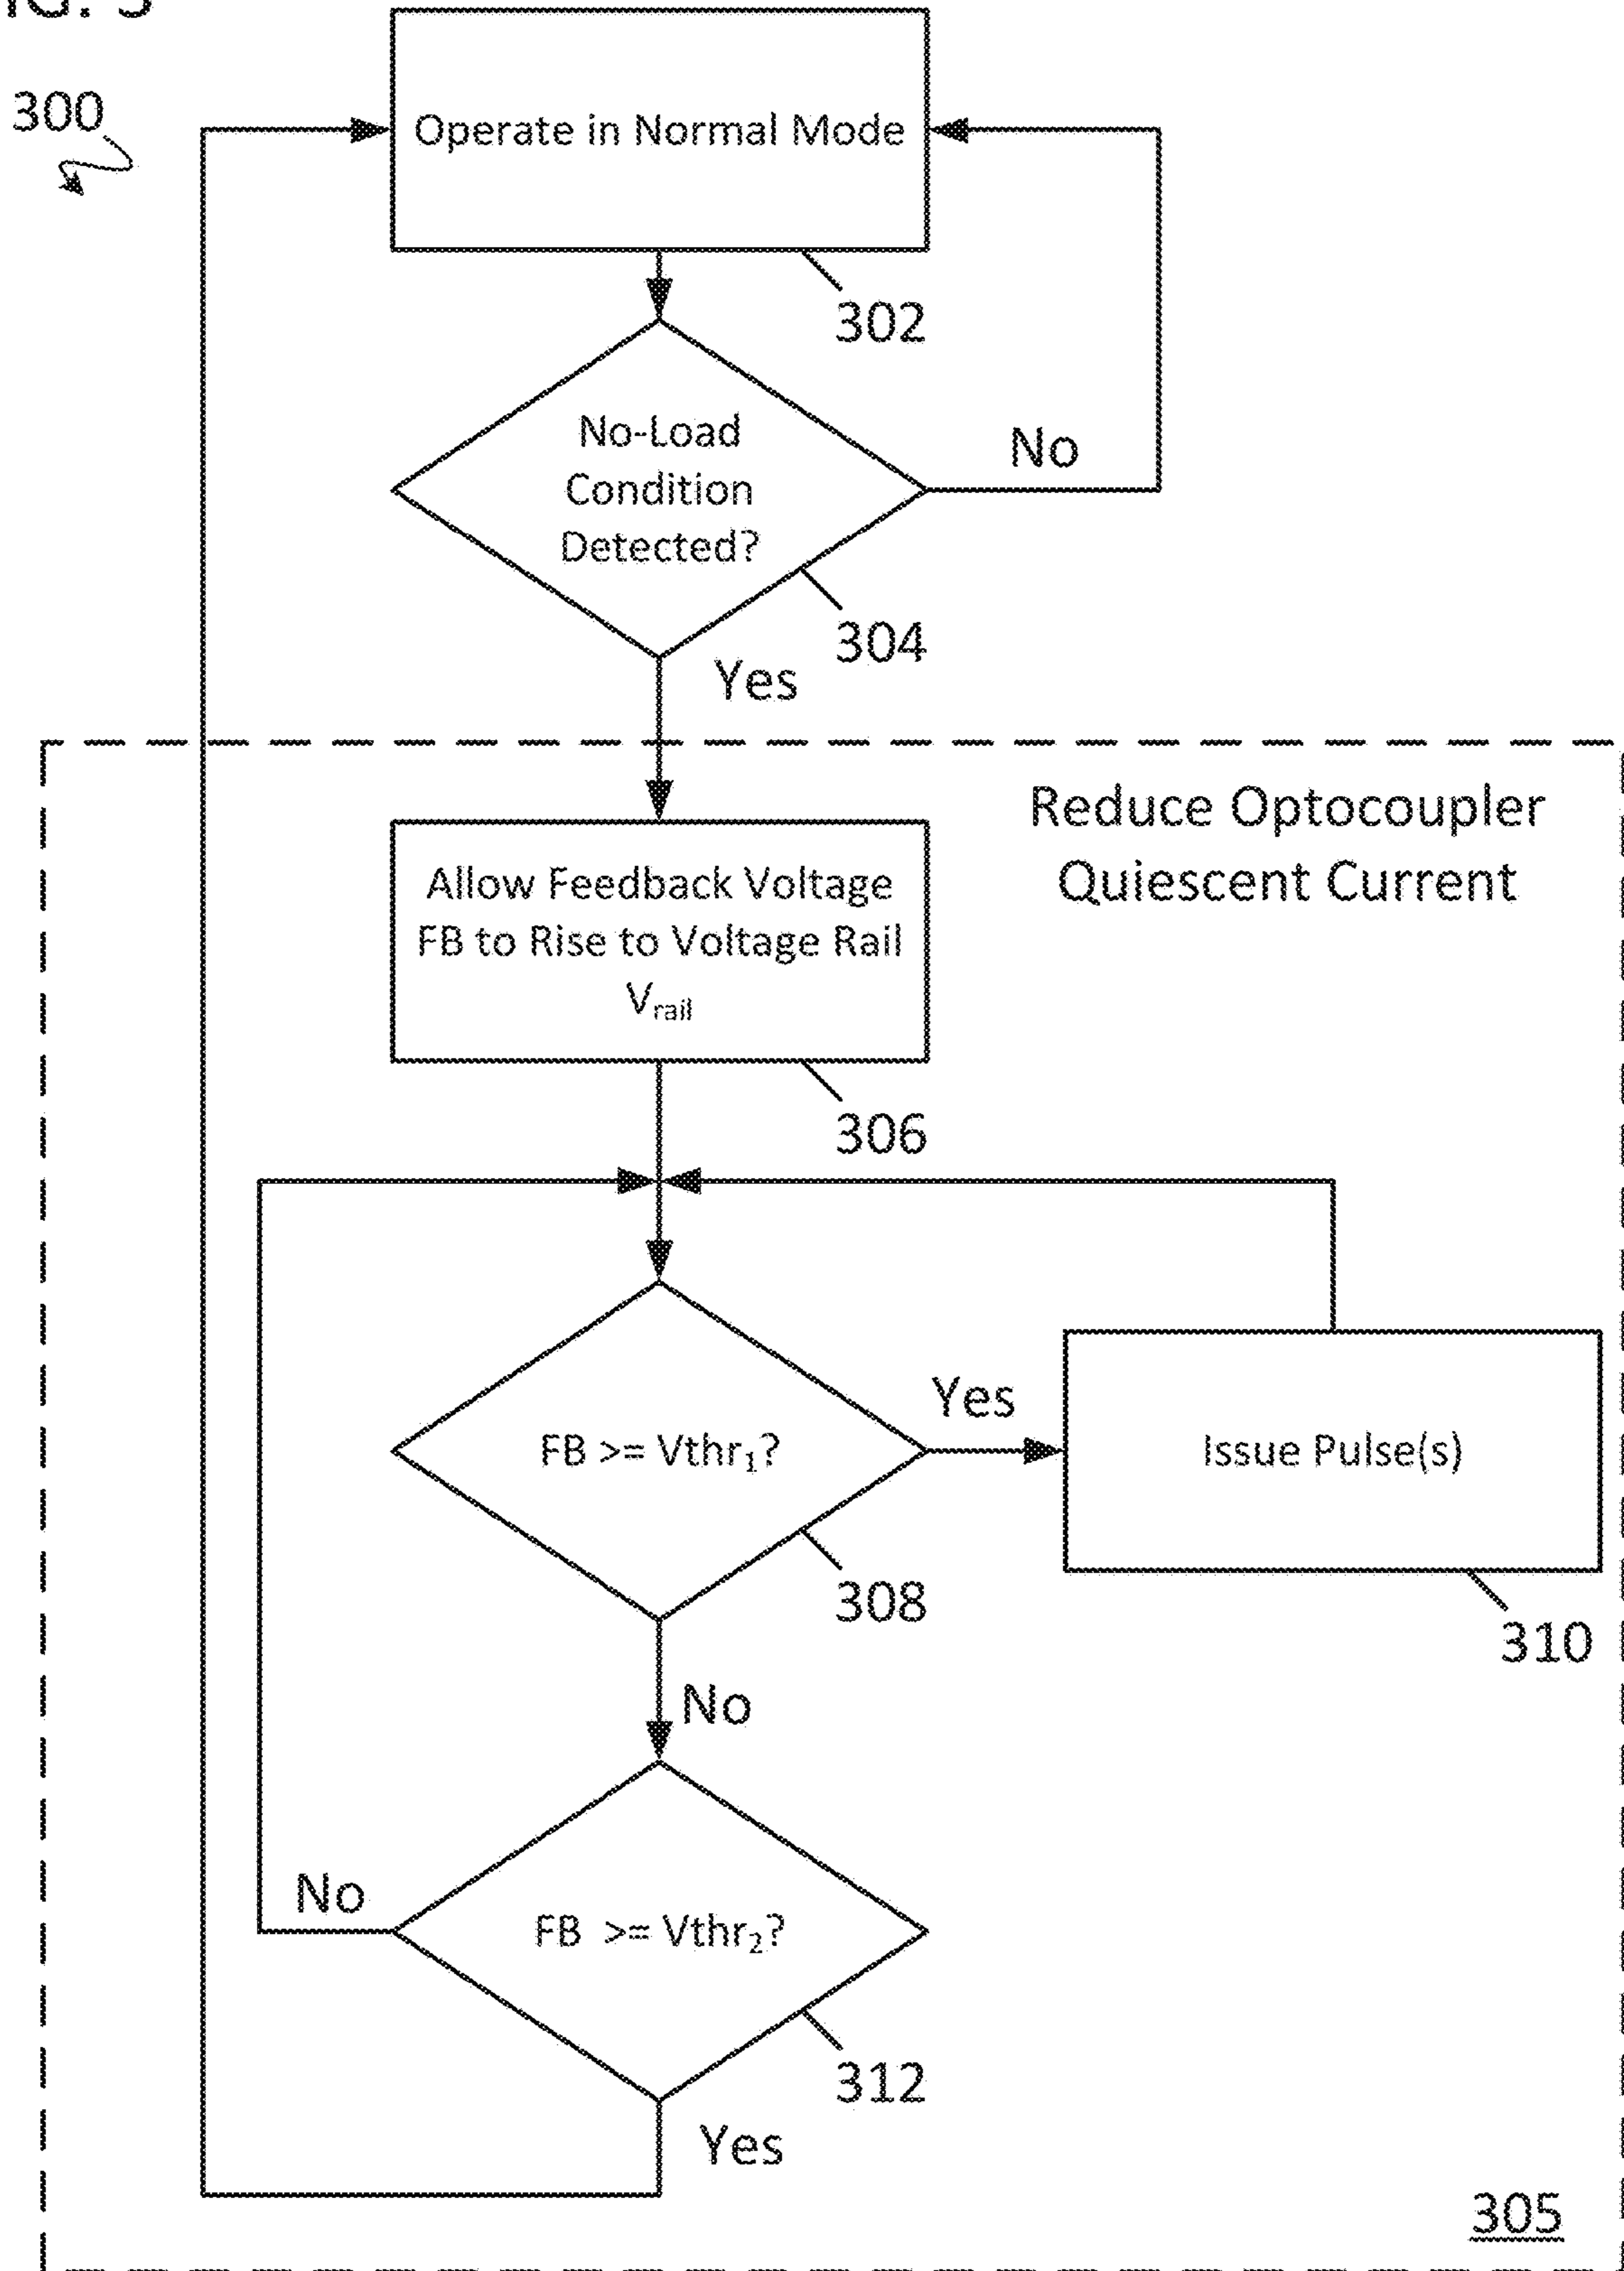 300
Operate in Normal Mode
302
No-Load
Condition
Detected?
No
304
Yes
Reduce Optocoupler
Quiescent Current
Allow Feedback Voltage
FB to Rise to Voltage Rail
Vrail
306
FB >= Vthr1?
Yes
Issue Pulse(s)
308
310
No
FB >= Vthr2?
No
312
Yes
305